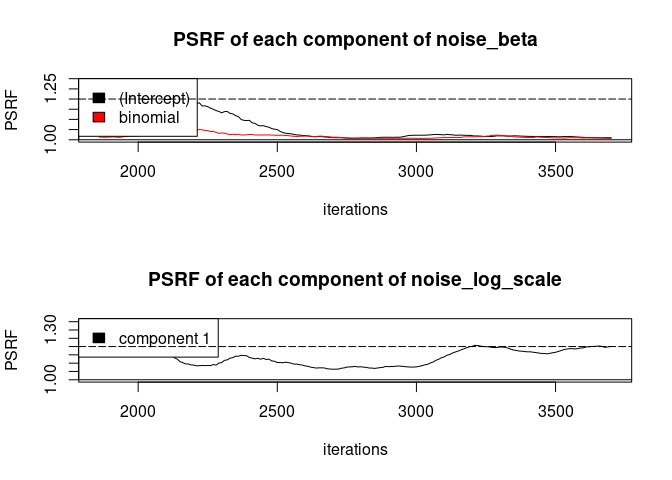 PSRF of each component of noise_beta
PSRF
1.00
1.25
(Intercept)
binomial
2000
2500
3000
3500
iterations
PSRF of each component of noise_log_scale
PSRF
1.00
1.30
component 1
2000
2500
3000
3500
iterations